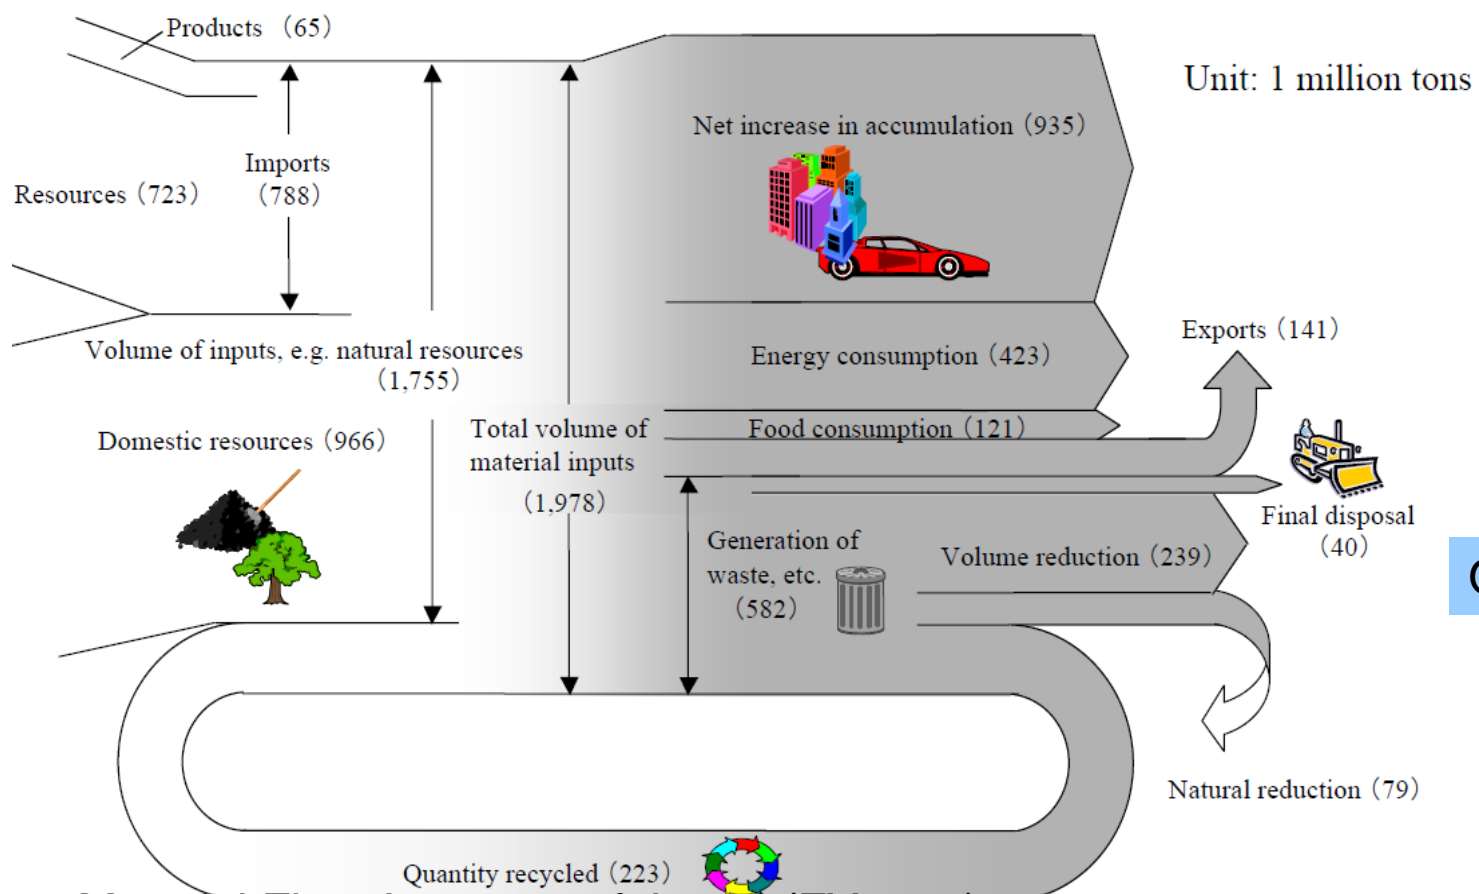 Products （65）
Unit: 1 million tons
Net increase in accumulation（935）
Imports
（788）
Resources（723）
Exports（141）
Volume of inputs, e.g. natural resources
（1,755）
Energy consumption（423）
Domestic resources（966）
Total volume of
material inputs
（1,978）
Food consumption（121）
Final disposal
（40）
Generation of
waste, etc.
（582）
Volume reduction（239）
Natural reduction（79）
Quantity recycled（223）